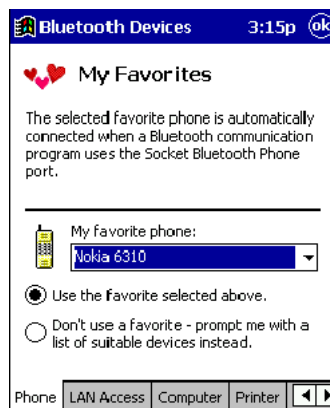 Bluetooth Devices 3:15p ok
My Favorites
The selected favorite phone is automatically
connected when a Bluetooth communication
program uses the Socket Bluetooth Phone
port.
My favorite phone:
Nokia 6310
Use the favorite selected above.
Don't use a favorite - prompt me with a
list of suitable devices instead.
Phone LAN Access Computer Printer